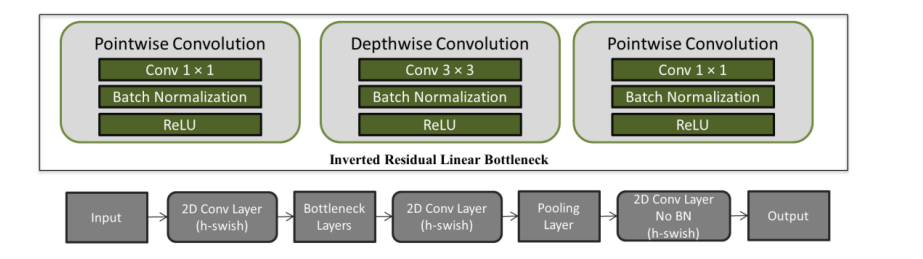 Pointwise Convolution
Conv 1 × 1
Batch Normalization
ReLU
Depthwise Convolution
Conv 3 × 3
Batch Normalization
ReLU
Pointwise Convolution
Conv 1 × 1
Batch Normalization
ReLU
Inverted Residual Linear Bottleneck
Input
2D Conv Layer
(h-swish)
Bottleneck
Layers
2D Conv Layer
(h-swish)
Pooling
Layer
2D Conv Layer
No BN
(h-swish)
Output